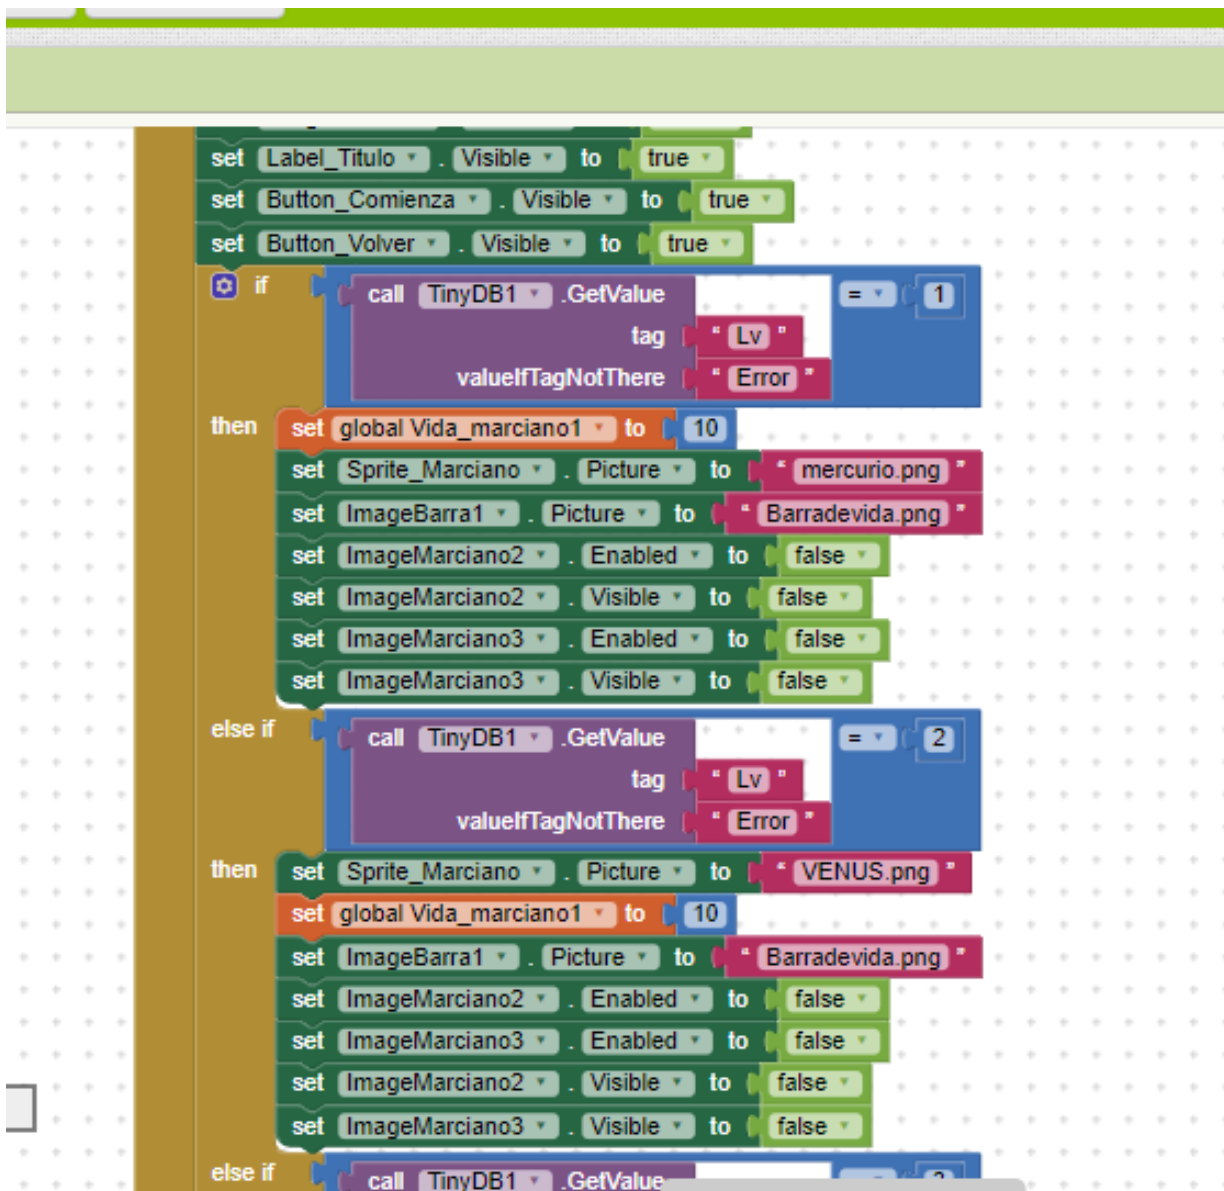 set Label_Titulo . Visible to true
set Button_Comienza . Visible to true
set Button_Volver . Visible to true
if call TinyDB1 .GetValue = 1
tag “ Lv ”
valueIfTagNotThere “ Error ”
then set global Vida_marciano1 to 10
set Sprite_Marciano . Picture to “ mercurio.png ”
set ImageBarra1 . Picture to “ Barradevida.png ”
set ImageMarciano2 . Enabled to false
set ImageMarciano2 . Visible to false
set ImageMarciano3 . Enabled to false
set ImageMarciano3 . Visible to false
else if call TinyDB1 .GetValue = 2
tag “ Lv ”
valueIfTagNotThere “ Error ”
then set Sprite_Marciano . Picture to “ VENUS.png ”
set global Vida_marciano1 to 10
set ImageBarra1 . Picture to “ Barradevida.png ”
set ImageMarciano2 . Enabled to false
set ImageMarciano3 . Enabled to false
set ImageMarciano2 . Visible to false
set ImageMarciano3 . Visible to false
else if call TinyDB1 .GetValue